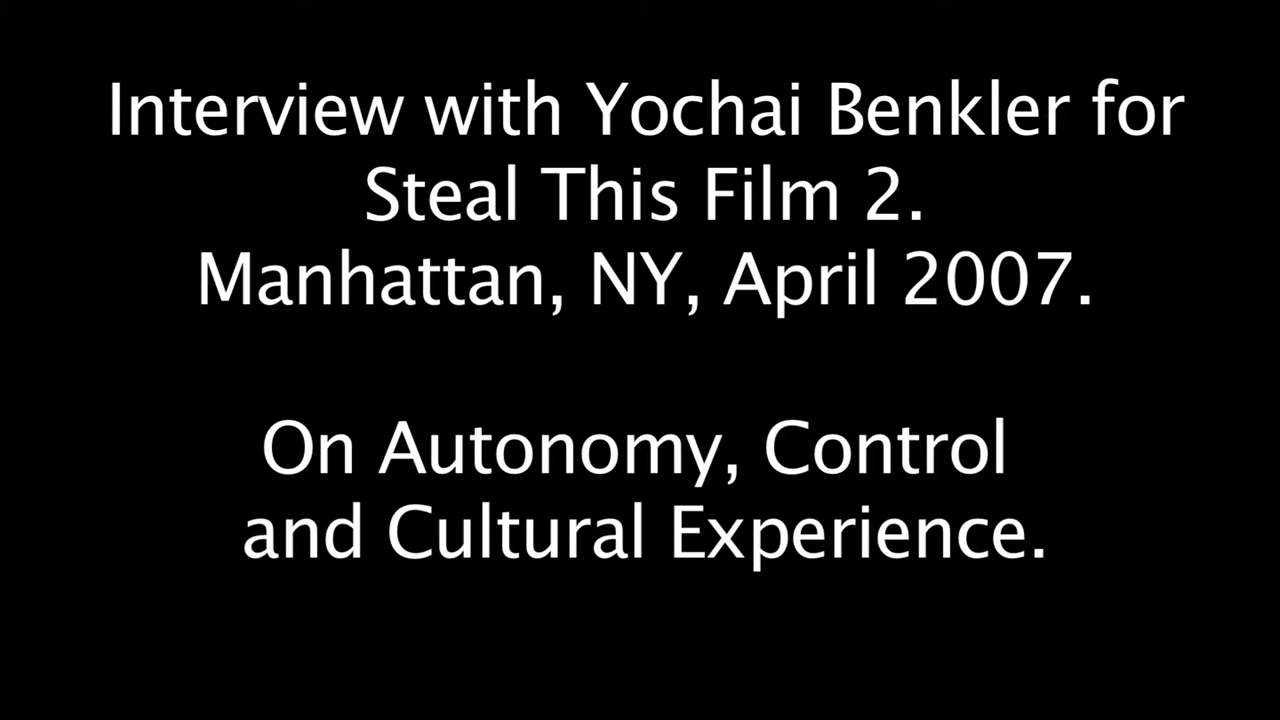 Interview with Yochai Benkler for
Steal This Film 2.
Manhattan, NY, April 2007.
On Autonomy, Control
and Cultural Experience.